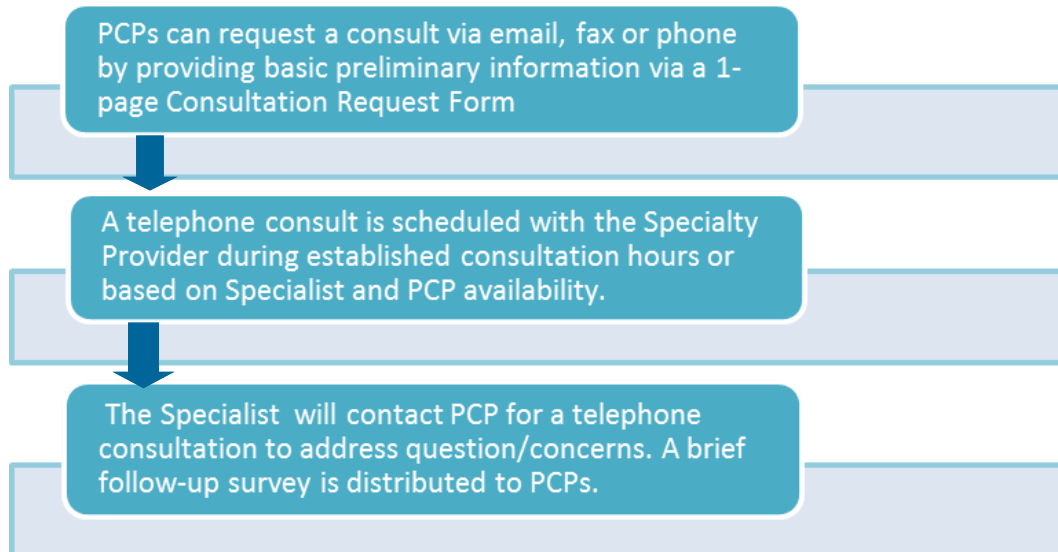 PCPs can request a consult via email, fax or phone
by providing basic preliminary information via a 1-
page Consultation Request Form
A telephone consult is scheduled with the Specialty
Provider during established consultation hours or
based on Specialist and PCP availability.
The Specialist  will contact PCP for a telephone
consultation to address question/concerns. A brief
follow-up survey is distributed to PCPs.